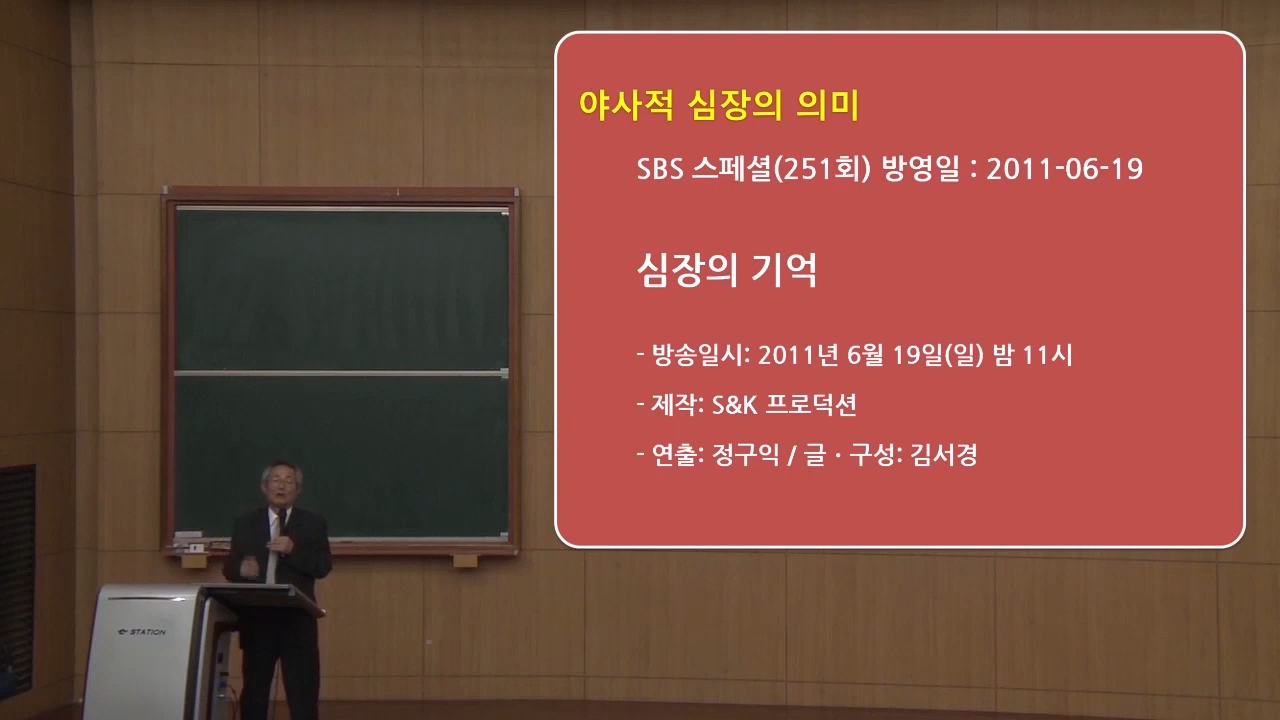 야사적 심장의 의미
SBS 스페셜(251회) 방영일 : 2011-06-19
심장의 기억
- 방송일시: 2011년 6월 19일(일) 밤 11시
- 제작: S&K 프로덕션
- 연출: 정구익 / 글 · 구성: 김서경
e-STATION